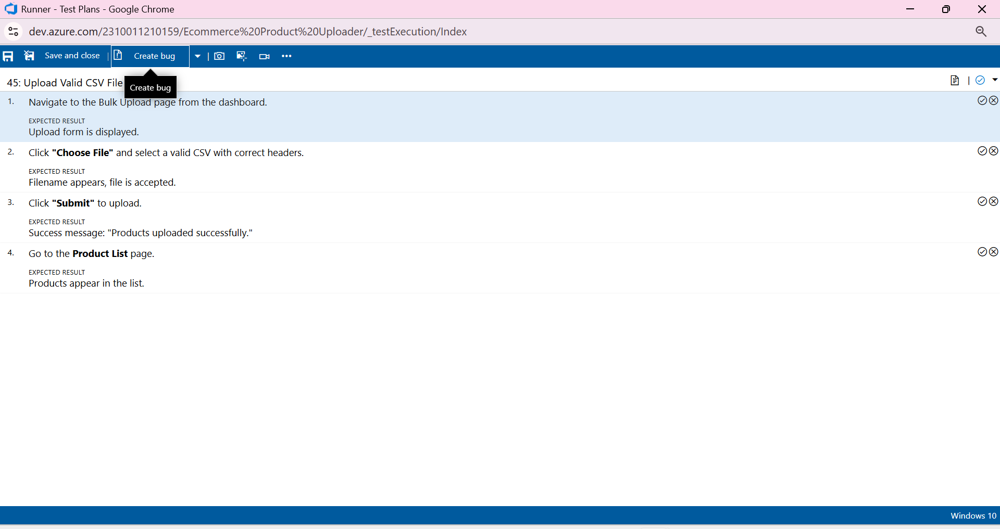 Runner - Test Plans - Google Chrome
dev.azure.com/2310011210159/Ecommerce%20Product%20Uploader/_testExecution/Index
Save and close | Create bug
45: Upload Valid CSV File
Create bug
1. Navigate to the Bulk Upload page from the dashboard.
EXPECTED RESULT
Upload form is displayed.
2. Click "Choose File" and select a valid CSV with correct headers.
EXPECTED RESULT
Filename appears, file is accepted.
3. Click "Submit" to upload.
EXPECTED RESULT
Success message: "Products uploaded successfully."
4. Go to the Product List page.
EXPECTED RESULT
Products appear in the list.
Windows 10